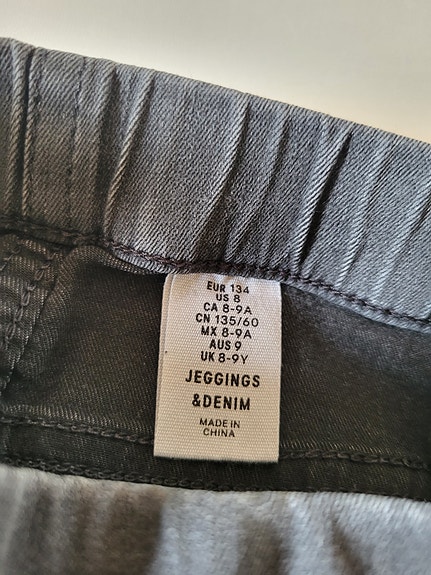 EUR 134
US 8
CA 8-9A
CN 135/60
MX 8-9A
AUS 9
UK 8-9Y
JEGGINGS
&DENIM
MADE IN
CHINA